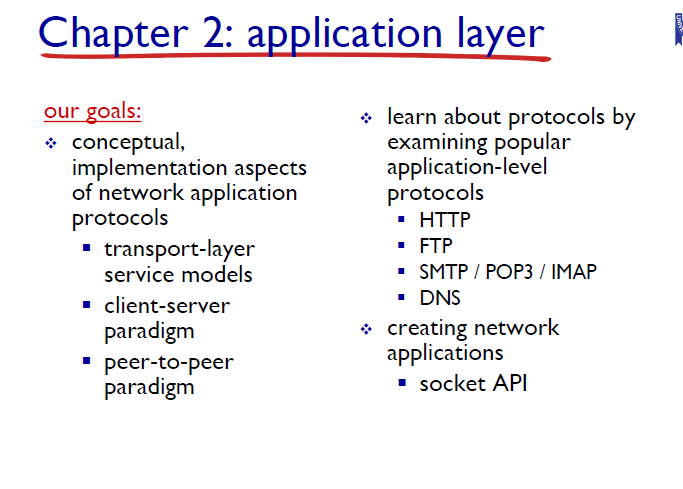 Chapter 2: application layer
our goals:
conceptual,
implementation aspects
of network application
protocols
transport-layer
service models
client-server
paradigm
peer-to-peer
paradigm
learn about protocols by
examining popular
application-level
protocols
HTTP
FTP
SMTP / POP3 / IMAP
DNS
creating network
applications
socket API